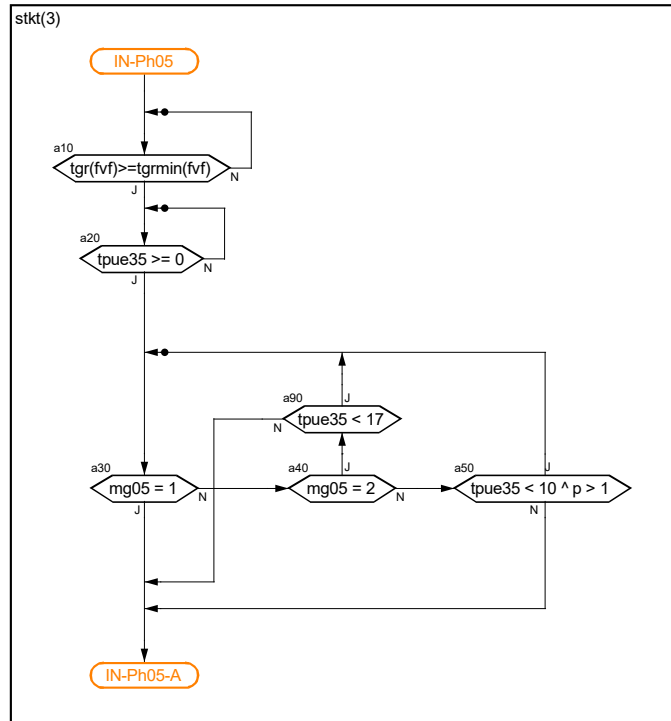 stkt(3)
IN-Ph05
a10
tgr(fvf)>=tgrmin(fvf)
N
J
a20
tpue35 >= 0
N
J
a90
J
tpue35 < 17
N
a30
mg05 = 1
N
J
a40
J
mg05 = 2
N
a50
J
tpue35 < 10 ^ p > 1
N
IN-Ph05-A